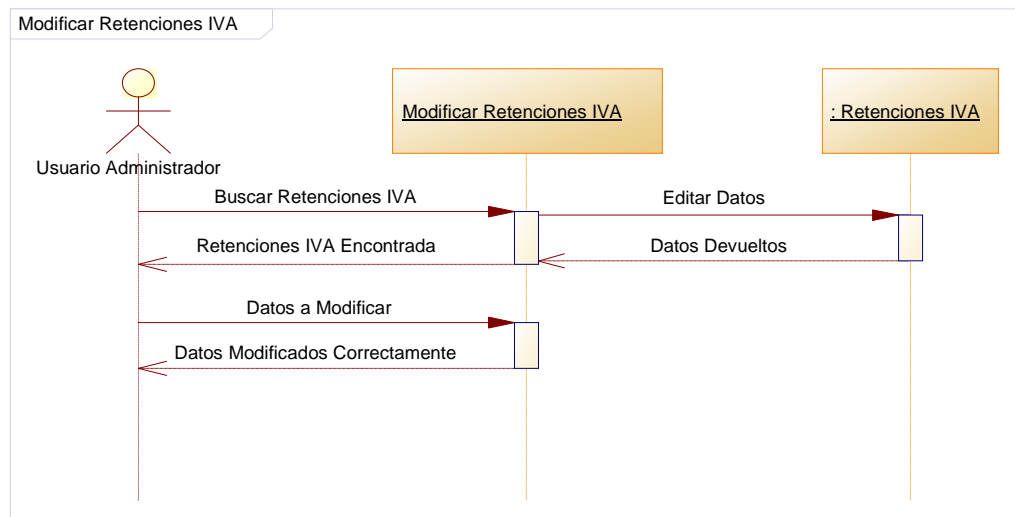 Modificar Retenciones IVA
Modificar Retenciones IVA
: Retenciones IVA
Usuario Administrador
Buscar Retenciones IVA
Editar Datos
Retenciones IVA Encontrada
Datos Devueltos
Datos a Modificar
Datos Modificados Correctamente